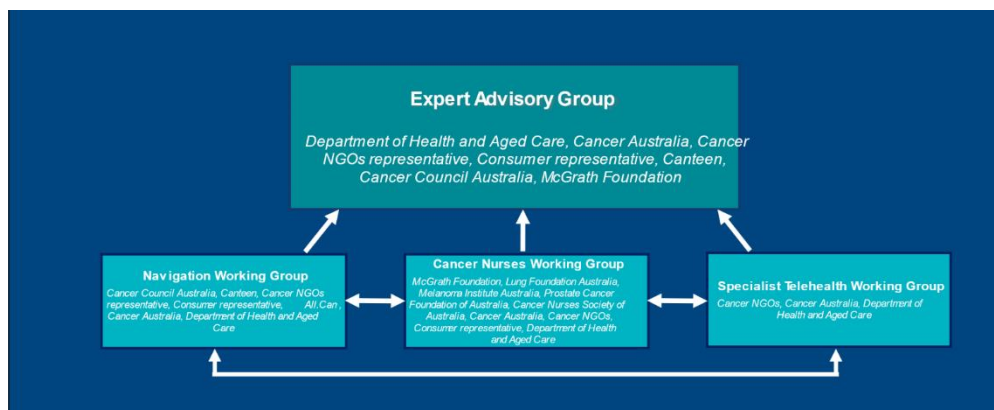 Expert Advisory Group
Department of Health and Aged Care, Cancer Australia, Cancer
NGOs representative, Consumer representative, Canteen,
Cancer Council Australia, McGrath Foundation
Navigation Working Group
Cancer Council Australia, Canteen, Cancer NGOs
representative, Consumer representative, All.Can,
Cancer Australia, Department of Health and Aged
Care
Cancer Nurses Working Group
McGrath Foundation, Lung Foundation Australia,
Melanoma Institute Australia, Prostate Cancer
Foundation of Australia, Cancer Nurses Society of
Australia, Cancer Australia, Cancer NGOs,
Consumer representative, Department of Health
and Aged Care
Specialist Telehealth Working Group
Cancer NGOs, Cancer Australia, Department of
Health and Aged Care